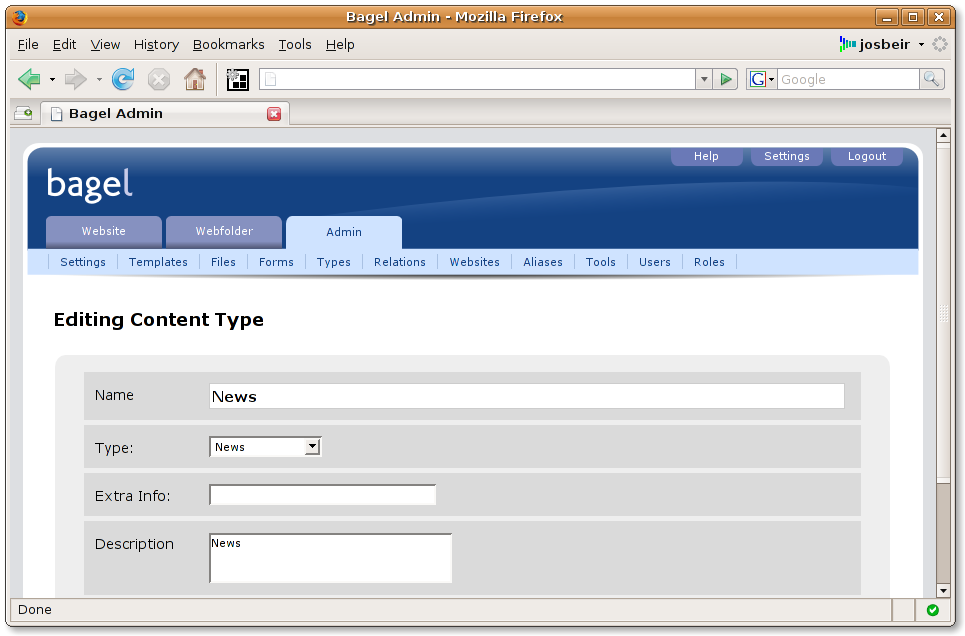 Bagel Admin - Mozilla Firefox
File Edit View History Bookmarks Tools Help josbeir
G Google
Bagel Admin
Help Settings Logout
bagel
Website Webfolder Admin
Settings Templates Files Forms Types Relations Websites Aliases Tools Users Roles
Editing Content Type
Name News
Type: News
Extra Info:
Description News
Done